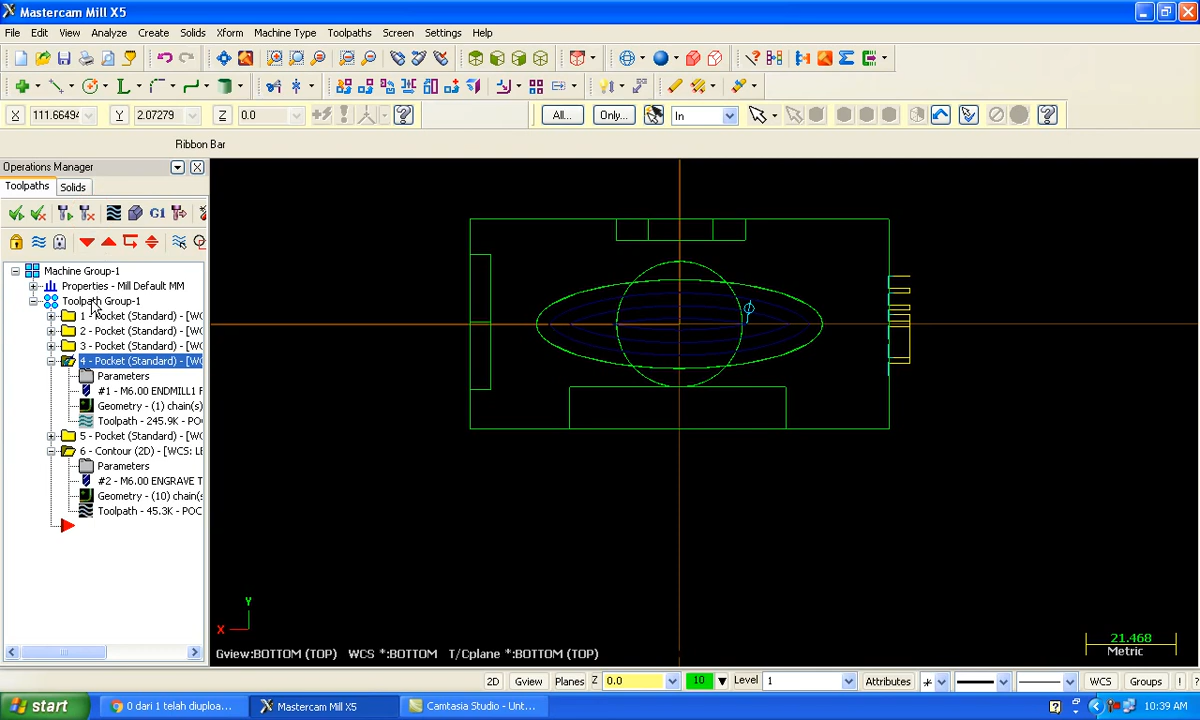 Mastercam Mill X5
File Edit View Analyze Create Solids Xform Machine Type Toolpaths Screen Settings Help
X 111.66494 Y 2.07279 Z 0.0 All... Only... In
Ribbon Bar
Operations Manager
Toolpaths Solids
G1
Machine Group-1
Properties - Mill Default MM
Toolpath Group-1
1 - Pocket (Standard) - [WC
2 - Pocket (Standard) - [WC
3 - Pocket (Standard) - [WC
4 - Pocket (Standard) - [WC
Parameters
#1 - M6.00 ENDMILL1 F
Geometry - (1) chain(s)
Toolpath - 245.9K - POC
5 - Pocket (Standard) - [WC
6 - Contour (2D) - [WCS: LE
Parameters
#2 - M6.00 ENGRAVE T
Geometry - (10) chain(s
Toolpath - 45.3K - POC
Y
X
21.468
Metric
Gview:BOTTOM (TOP) WCS *:BOTTOM T/Cplane *:BOTTOM (TOP)
2D Gview Planes Z 0.0 10 Level 1 Attributes WCS Groups ! ?
start 0 dari 1 telah diuploa... Mastercam Mill X5 Camtasia Studio - Unt... 10:39 AM